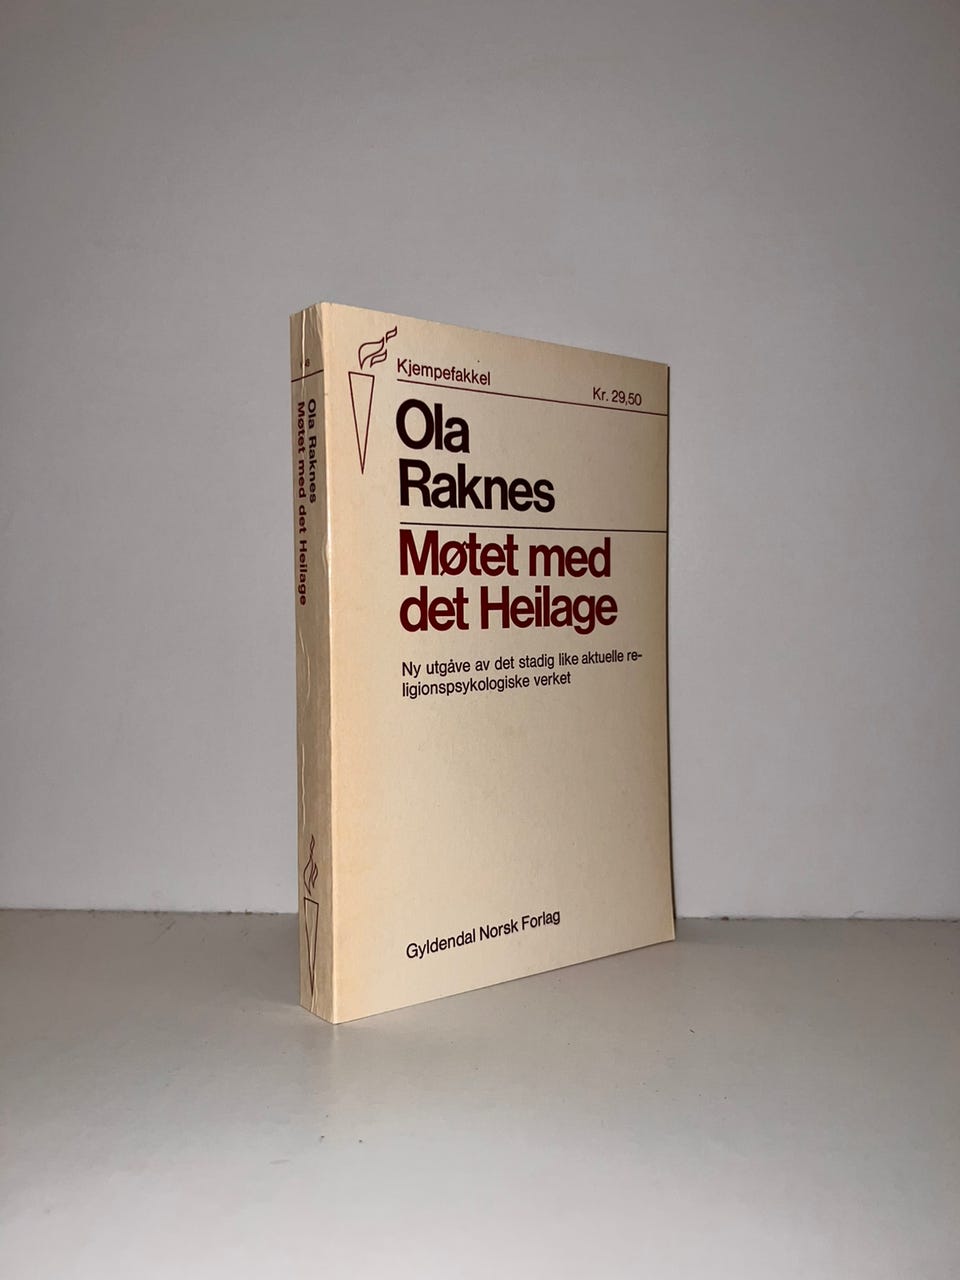 Kjempefakkel
Kr. 29,50
Ola
Raknes
Møtet med
det Heilage
Ny utgåve av det stadig like aktuelle re-
ligionspsykologiske verket
Gyldendal Norsk Forlag
Ola Raknes
Møtet med det Heilage